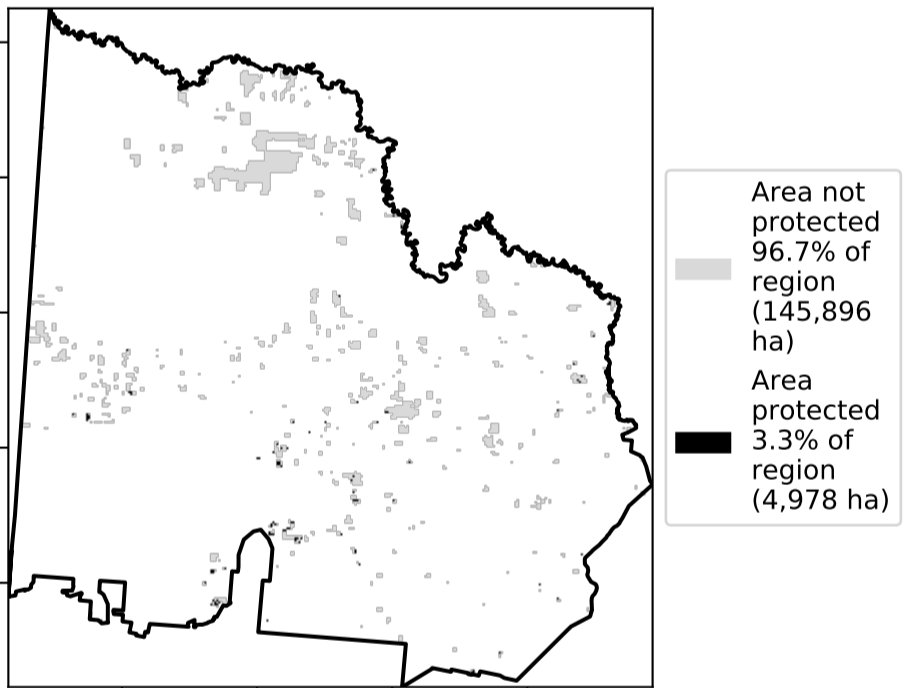 Area not
protected
96.7% of
region
(145,896
ha)
Area
protected
3.3% of
region
(4,978 ha)